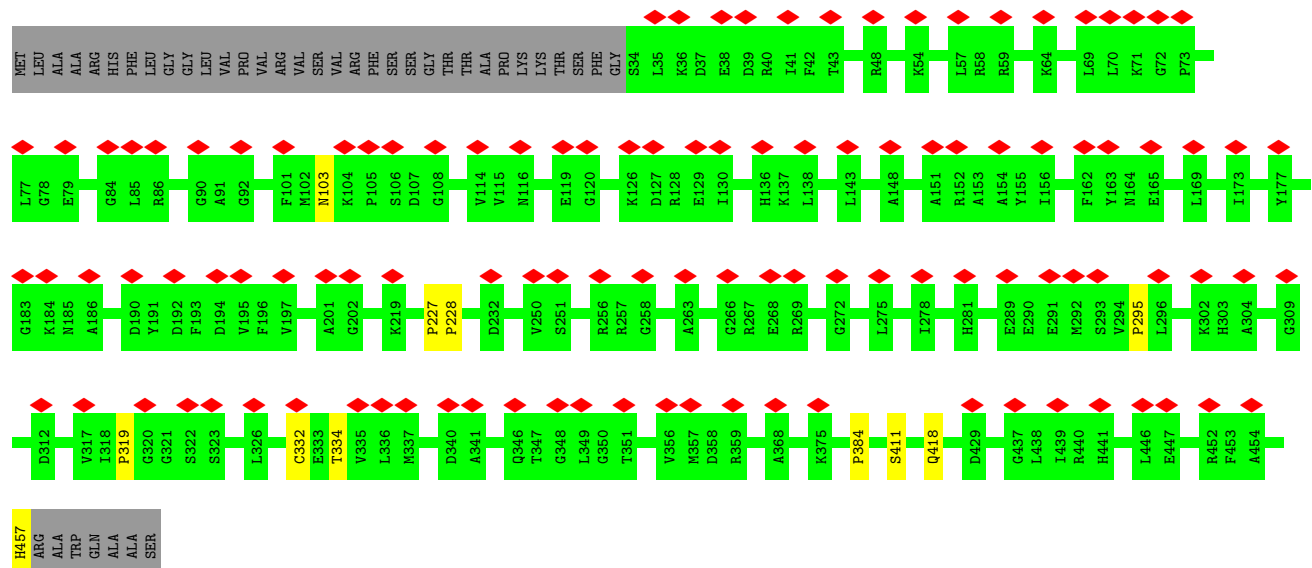 MET LEU ALA ALA ARG HIS PHE LEU GLY GLY LEU VAL PRO VAL ARG VAL SER VAL ARG PHE SER SER GLY THR THR ALA PRO LYS LYS THR SER PHE GLY S34 L35 K36 D37 E38 D39 R40 I41 F42 T43 R48 K54 L57 R58 R59 K64 L69 L70 K71 G72 P73
L77 G78 E79 G84 L85 R86 G90 A91 G92 F101 M102 N103 K104 P105 S106 D107 G108 V114 V115 N116 E119 G120 K126 D127 R128 E129 I130 H136 K137 L138 L143 A148 A151 R152 A153 A154 Y155 I156 F162 Y163 N164 E165 L169 I173 Y177
G183 K184 N185 A186 D190 Y191 D192 F193 D194 V195 F196 V197 A201 G202 K219 P227 P228 D232 V250 S251 R256 R257 G258 A263 G266 R267 E268 R269 G272 L275 I278 H281 E289 E290 E291 M292 S293 V294 P295 L296 K302 H303 A304 G309
D312 V317 I318 P319 G320 G321 S322 S323 L326 C332 E333 T334 V335 L336 M337 D340 A341 Q346 T347 G348 L349 G350 T351 V356 M357 D358 R359 A368 K375 P384 S411 Q418 D429 G437 L438 I439 R440 H441 L446 E447 R452 F453 A454
H457 ARG ALA TRP GLN ALA ALA SER